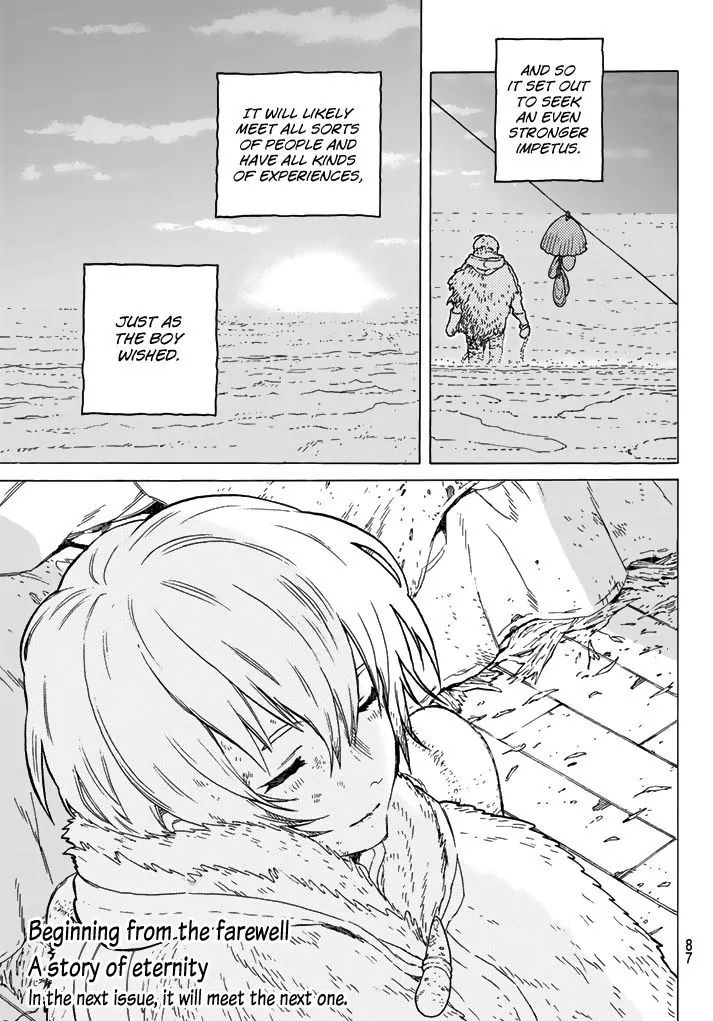 AND SO
IT SET OUT
TO SEEK
AN EVEN
STRONGER
IMPETUS.
IT WILL LIKELY
MEET ALL SORTS
OF PEOPLE AND
HAVE ALL KINDS
OF EXPERIENCES,
JUST AS
THE BOY
WISHED.
Beginning from the farewell
A story of eternity
In the next issue, it will meet the next one.
87